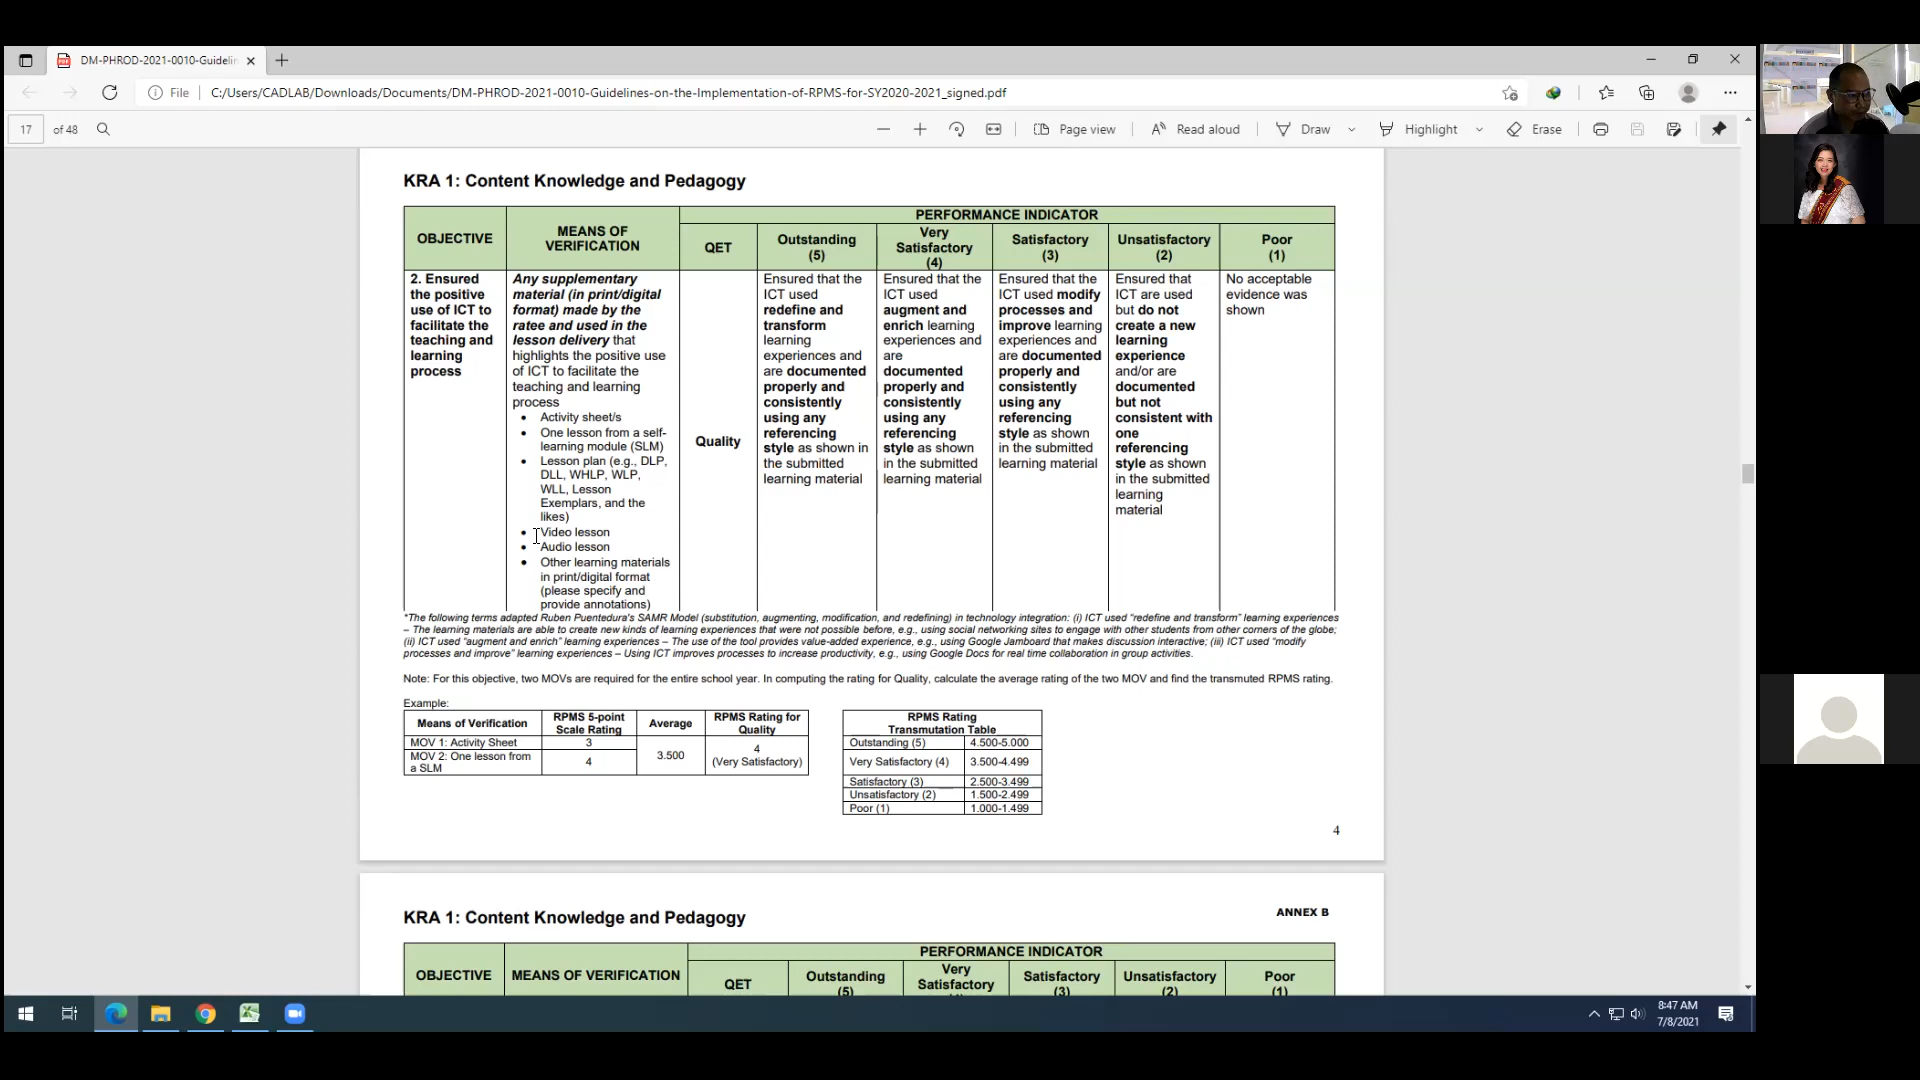 DM-PHROD-2021-0010-Guidelin
File
C:/Users/CADLAB/Downloads/Documents/DM-PHROD-2021-0010-Guidelines-on-the-Implementation-of-RPMS-for-SY2020-2021_signed.pdf
17 of 48
Page view
Read aloud
Draw
Highlight
Erase
KRA 1: Content Knowledge and Pedagogy
OBJECTIVE
MEANS OF
VERIFICATION
PERFORMANCE INDICATOR
QET
Outstanding
(5)
Very
Satisfactory
(4)
Satisfactory
(3)
Unsatisfactory
(2)
Poor
(1)
2. Ensured
the positive
use of ICT to
facilitate the
teaching and
learning
process
Any supplementary
material (in print/digital
format) made by the
ratee and used in the
lesson delivery that
highlights the positive use
of ICT to facilitate the
teaching and learning
process
• Activity sheet/s
• One lesson from a self-
learning module (SLM)
• Lesson plan (e.g., DLP,
DLL, WHLP, WLP,
WLL, Lesson
Exemplars, and the
likes)
• Video lesson
• Audio lesson
• Other learning materials
in print/digital format
(please specify and
provide annotations)
Quality
Ensured that the
ICT used
redefine and
transform
learning
experiences and
are documented
properly and
consistently
using any
referencing
style as shown in
the submitted
learning material
Ensured that the
ICT used
augment and
enrich learning
experiences and
are
documented
properly and
consistently
using any
referencing
style as shown
in the submitted
learning material
Ensured that the
ICT used modify
processes and
improve learning
experiences and
are documented
properly and
consistently
using any
referencing
style as shown
in the submitted
learning material
Ensured that
ICT are used
but do not
create a new
learning
experience
and/or are
documented
but not
consistent with
one
referencing
style as shown
in the submitted
learning
material
No acceptable
evidence was
shown
*The following terms adapted Ruben Puentedura's SAMR Model (substitution, augmenting, modification, and redefining) in technology integration: (i) ICT used “redefine and transform” learning experiences
– The learning materials are able to create new kinds of learning experiences that were not possible before, e.g., using social networking sites to engage with other students from other corners of the globe;
(ii) ICT used “augment and enrich” learning experiences – The use of the tool provides value-added experience, e.g., using Google Jamboard that makes discussion interactive; (iii) ICT used “modify
processes and improve” learning experiences – Using ICT improves processes to increase productivity, e.g., using Google Docs for real time collaboration in group activities.
Note: For this objective, two MOVs are required for the entire school year. In computing the rating for Quality, calculate the average rating of the two MOV and find the transmuted RPMS rating.
Example:
Means of Verification
RPMS 5-point
Scale Rating
Average
RPMS Rating for
Quality
MOV 1: Activity Sheet
3
MOV 2: One lesson from
a SLM
4
3.500
4
(Very Satisfactory)
RPMS Rating
Transmutation Table
Outstanding (5) 4.500-5.000
Very Satisfactory (4) 3.500-4.499
Satisfactory (3) 2.500-3.499
Unsatisfactory (2) 1.500-2.499
Poor (1) 1.000-1.499
4
ANNEX B
KRA 1: Content Knowledge and Pedagogy
OBJECTIVE
MEANS OF VERIFICATION
PERFORMANCE INDICATOR
QET
Outstanding
(5)
Very
Satisfactory
Satisfactory
(3)
Unsatisfactory
(2)
Poor
(1)
8:47 AM
7/8/2021